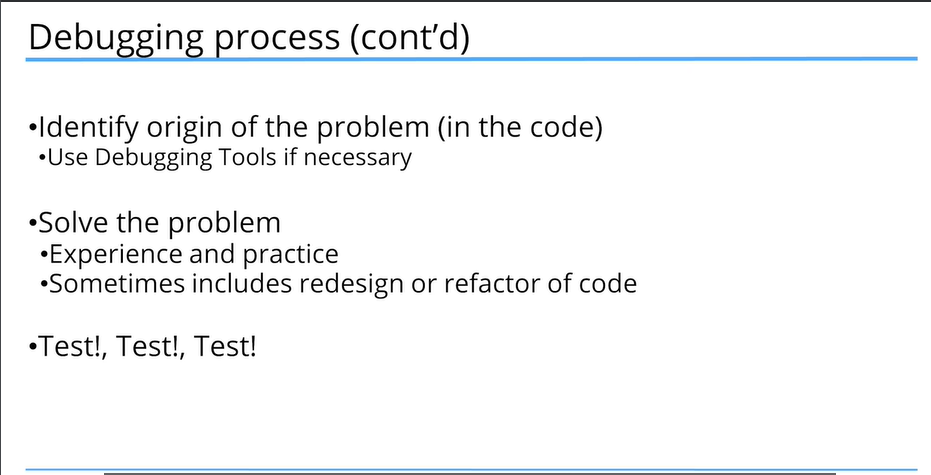 Debugging process (cont’d)
•Identify origin of the problem (in the code)
•Use Debugging Tools if necessary
•Solve the problem
•Experience and practice
•Sometimes includes redesign or refactor of code
•Test!, Test!, Test!